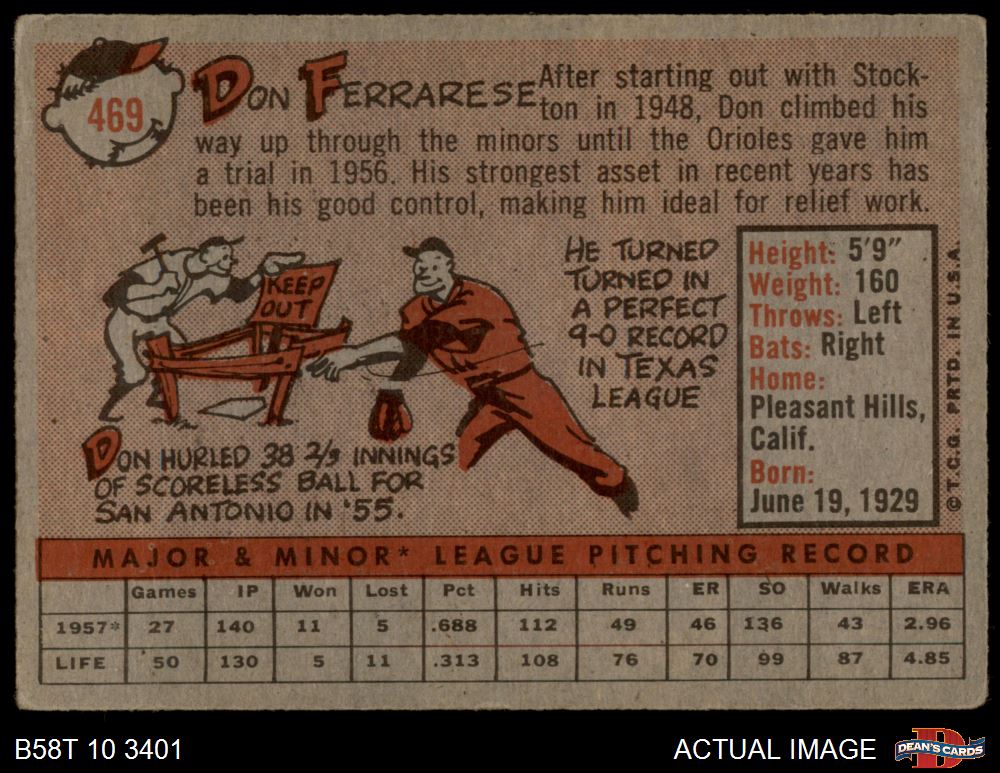 469
DON FERRARESE
After starting out with Stock-
ton in 1948, Don climbed his
way up through the minors until the Orioles gave him
a trial in 1956. His strongest asset in recent years has
been his good control, making him ideal for relief work.
KEEP
OUT
HE TURNED
TURNED IN
A PERFECT
9-0 RECORD
IN TEXAS
LEAGUE
DON HURLED 38 2/3 INNINGS
OF SCORELESS BALL FOR
SAN ANTONIO IN '55.
Height: 5'9"
Weight: 160
Throws: Left
Bats: Right
Home:
Pleasant Hills,
Calif.
Born:
June 19, 1929
©T.C.G. PRTD. IN U.S.A.
MAJOR & MINOR* LEAGUE PITCHING RECORD
Games IP Won Lost Pct Hits Runs ER SO Walks ERA
1957* 27 140 11 5 .688 112 49 46 136 43 2.96
LIFE 50 130 5 11 .313 108 76 70 99 87 4.85
B58T 10 3401
ACTUAL IMAGE
D
DEAN'S CARDS